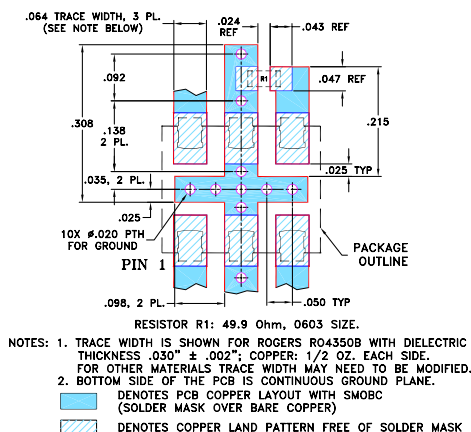 .064 TRACE WIDTH, 3 PL.
(SEE NOTE BELOW)
.024
REF
.043 REF
.092
R1
.047 REF
.308
.138
2 PL.
.215
.025 TYP
.035, 2 PL.
.025
10X ø.020 PTH
FOR GROUND
PIN 1
PACKAGE
OUTLINE
.098, 2 PL.
.050 TYP
RESISTOR R1: 49.9 Ohm, 0603 SIZE.
NOTES: 1. TRACE WIDTH IS SHOWN FOR ROGERS RO4350B WITH DIELECTRIC
THICKNESS .030" ± .002"; COPPER: 1/2 OZ. EACH SIDE.
FOR OTHER MATERIALS TRACE WIDTH MAY NEED TO BE MODIFIED.
2. BOTTOM SIDE OF THE PCB IS CONTINUOUS GROUND PLANE.
DENOTES PCB COPPER LAYOUT WITH SMOBC
(SOLDER MASK OVER BARE COPPER)
DENOTES COPPER LAND PATTERN FREE OF SOLDER MASK